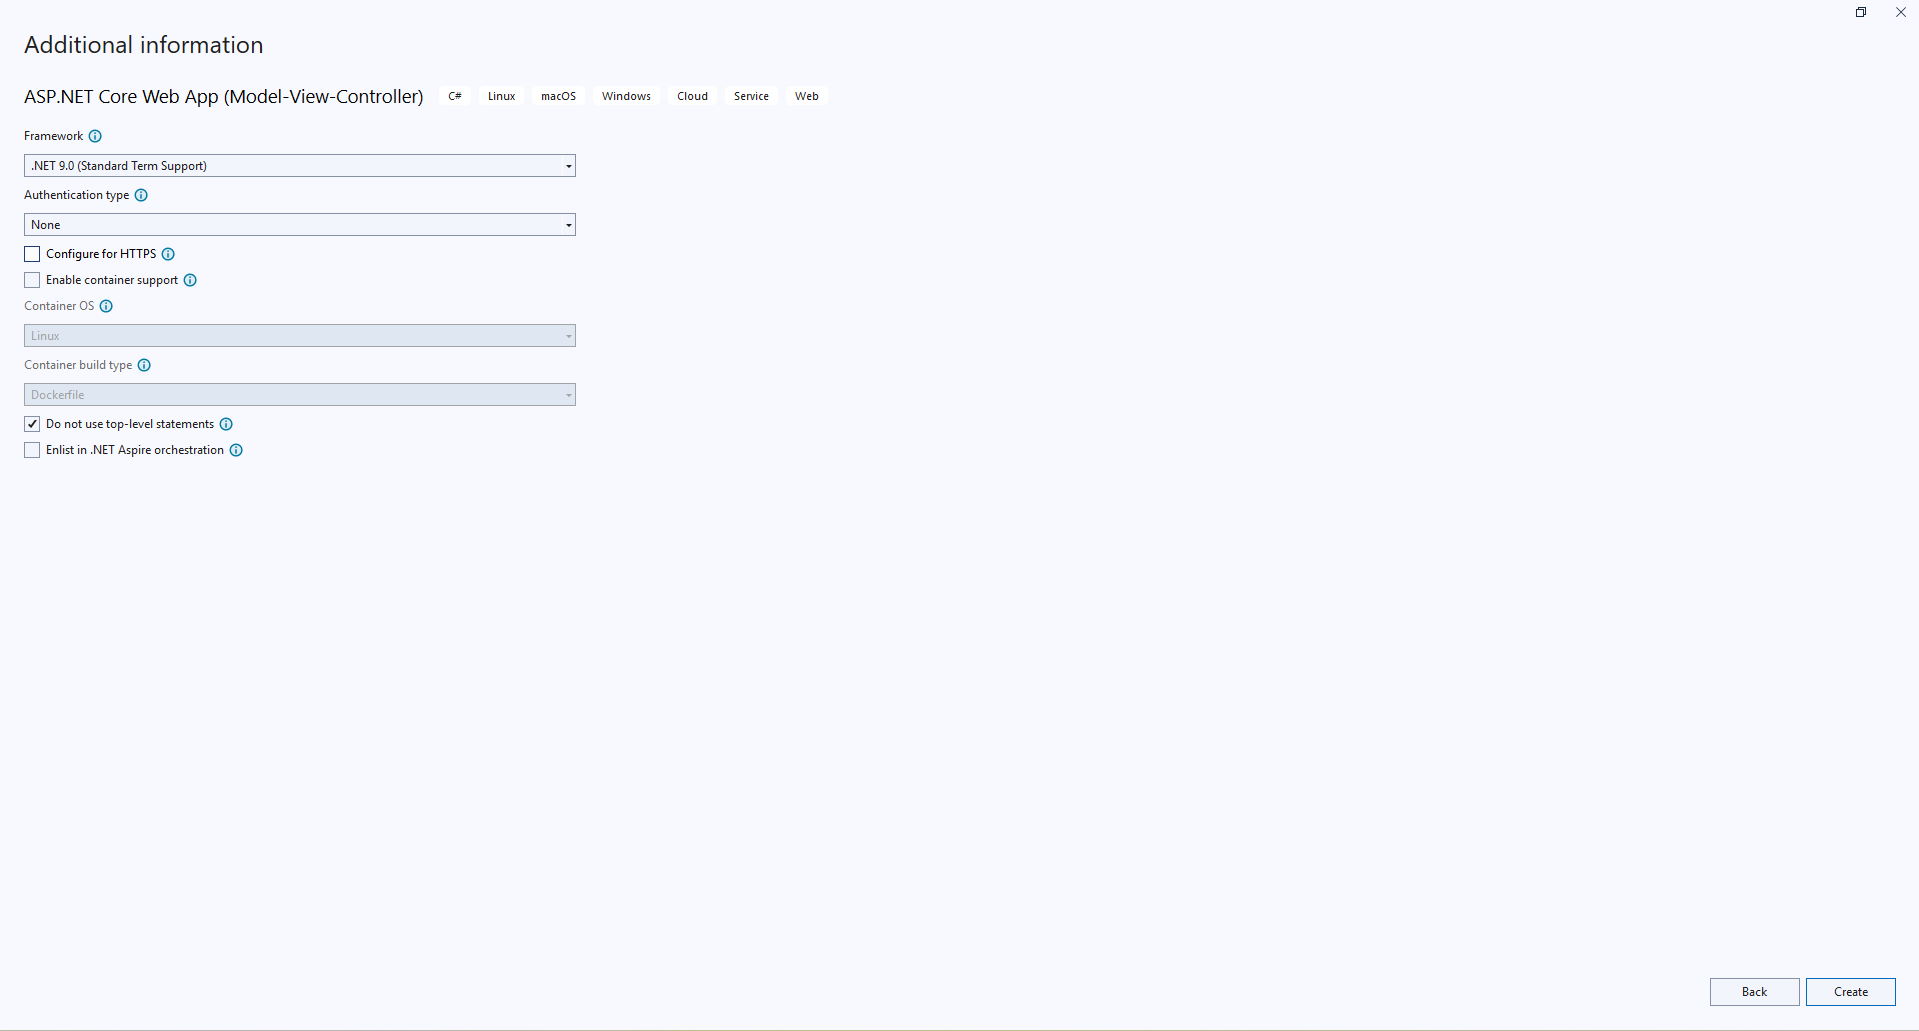 Additional information
ASP.NET Core Web App (Model-View-Controller) C# Linux macOS Windows Cloud Service Web
Framework
.NET 9.0 (Standard Term Support)
Authentication type
None
Configure for HTTPS
Enable container support
Container OS
Linux
Container build type
Dockerfile
Do not use top-level statements
Enlist in .NET Aspire orchestration
Back Create